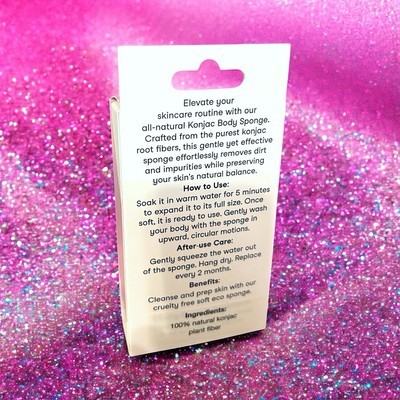 Elevate your
skincare routine with our
all-natural Konjac Body Sponge.
Crafted from the purest konjac
root fibers, this gently yet effective
sponge effortlessly removes dirt
and impurities while preserving
your skin's natural balance.
How to Use:
Soak it in warm water for 5 minutes
to expand it to its full size. Once
soft, it is ready to use. Gently wash
your body with the sponge in
upward, circular motions.
After-use Care:
Gently squeeze the water out
of the sponge. Hang dry. Replace
every 2 months.
Benefits:
Cleanse and prep skin with our
cruelty free soft eco sponge.
Ingredients:
100% natural konjac
plant fiber